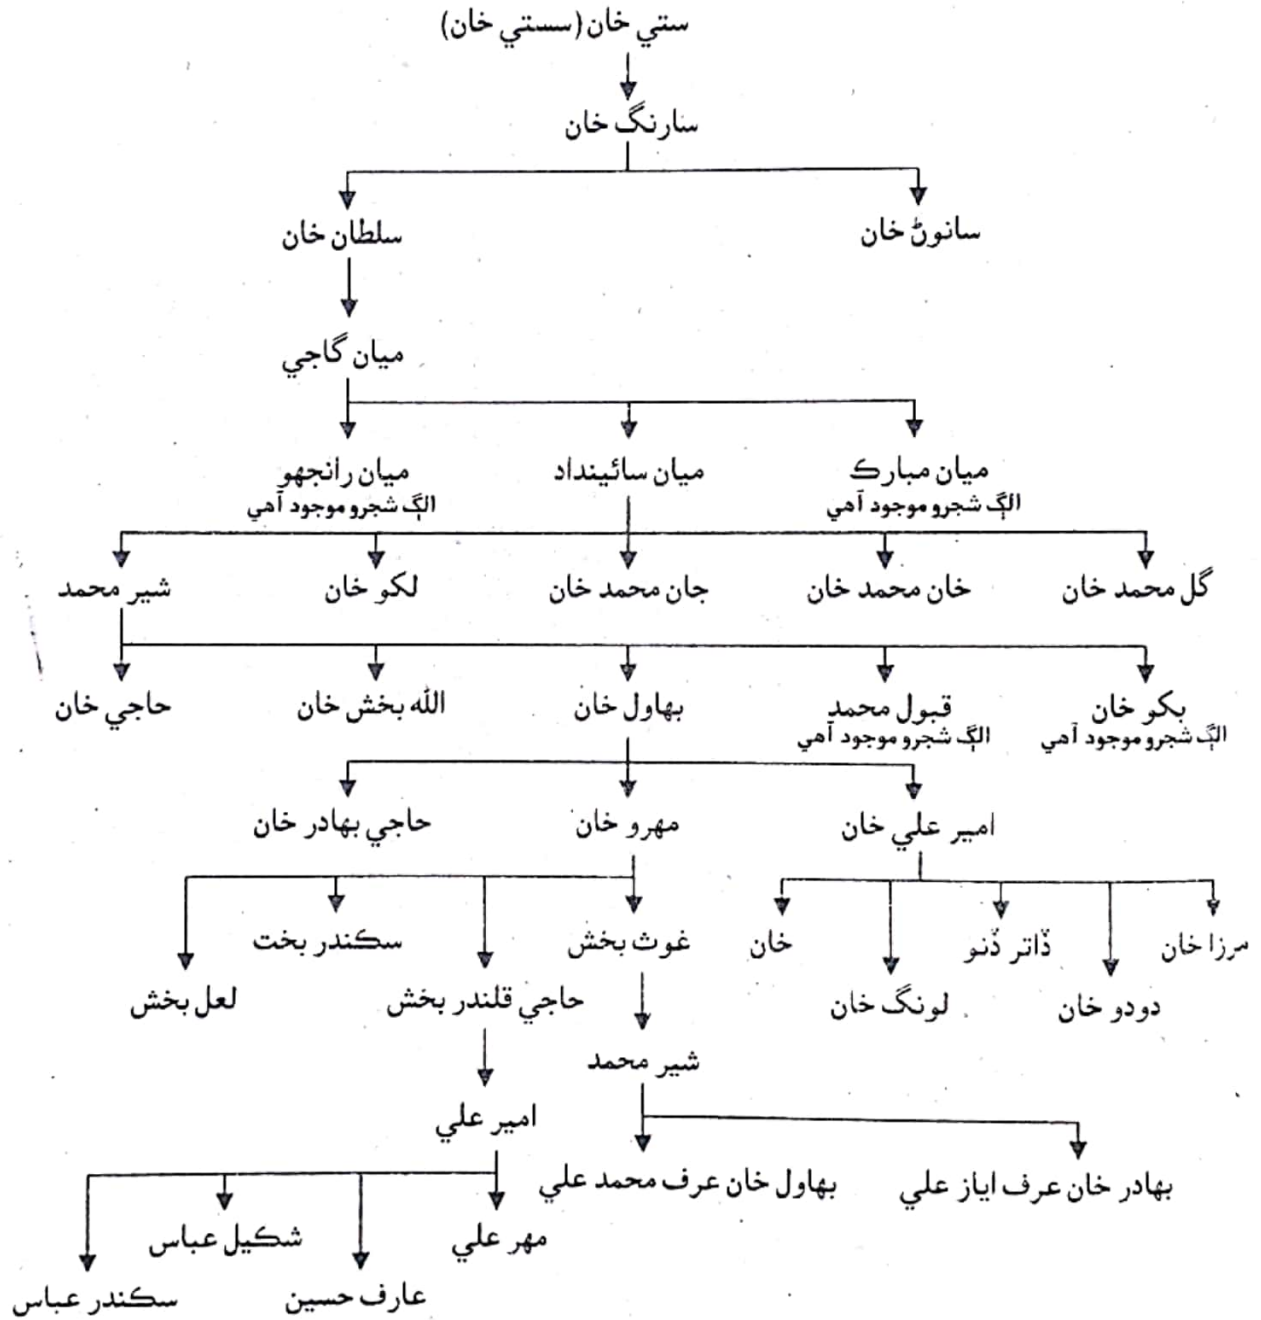 ستي خان (سستي خان)
سارنگ خان
سانوڻ خان
سلطان خان
ميان گاجي
ميان مبارڪ
الڳ شجرو موجود آهي
ميان سائينداد
ميان رانجهو
الڳ شجرو موجود آهي
گل محمد خان
خان محمد خان
جان محمد خان
لکو خان
شير محمد
بکو خان
الڳ شجرو موجود آهي
قبول محمد
الڳ شجرو موجود آهي
بهاول خان
الله بخش خان
حاجي خان
امير علي خان
مهرو خان
حاجي بهادر خان
مرزا خان
ڏاتر ڏنو
خان
غوث بخش
سڪندر بخت
دودو خان
لونگ خان
حاجي قلندر بخش
لعل بخش
شير محمد
امير علي
بهادر خان عرف اياز علي
بهاول خان عرف محمد علي
مهر علي
شڪيل عباس
عارف حسين
سڪندر عباس